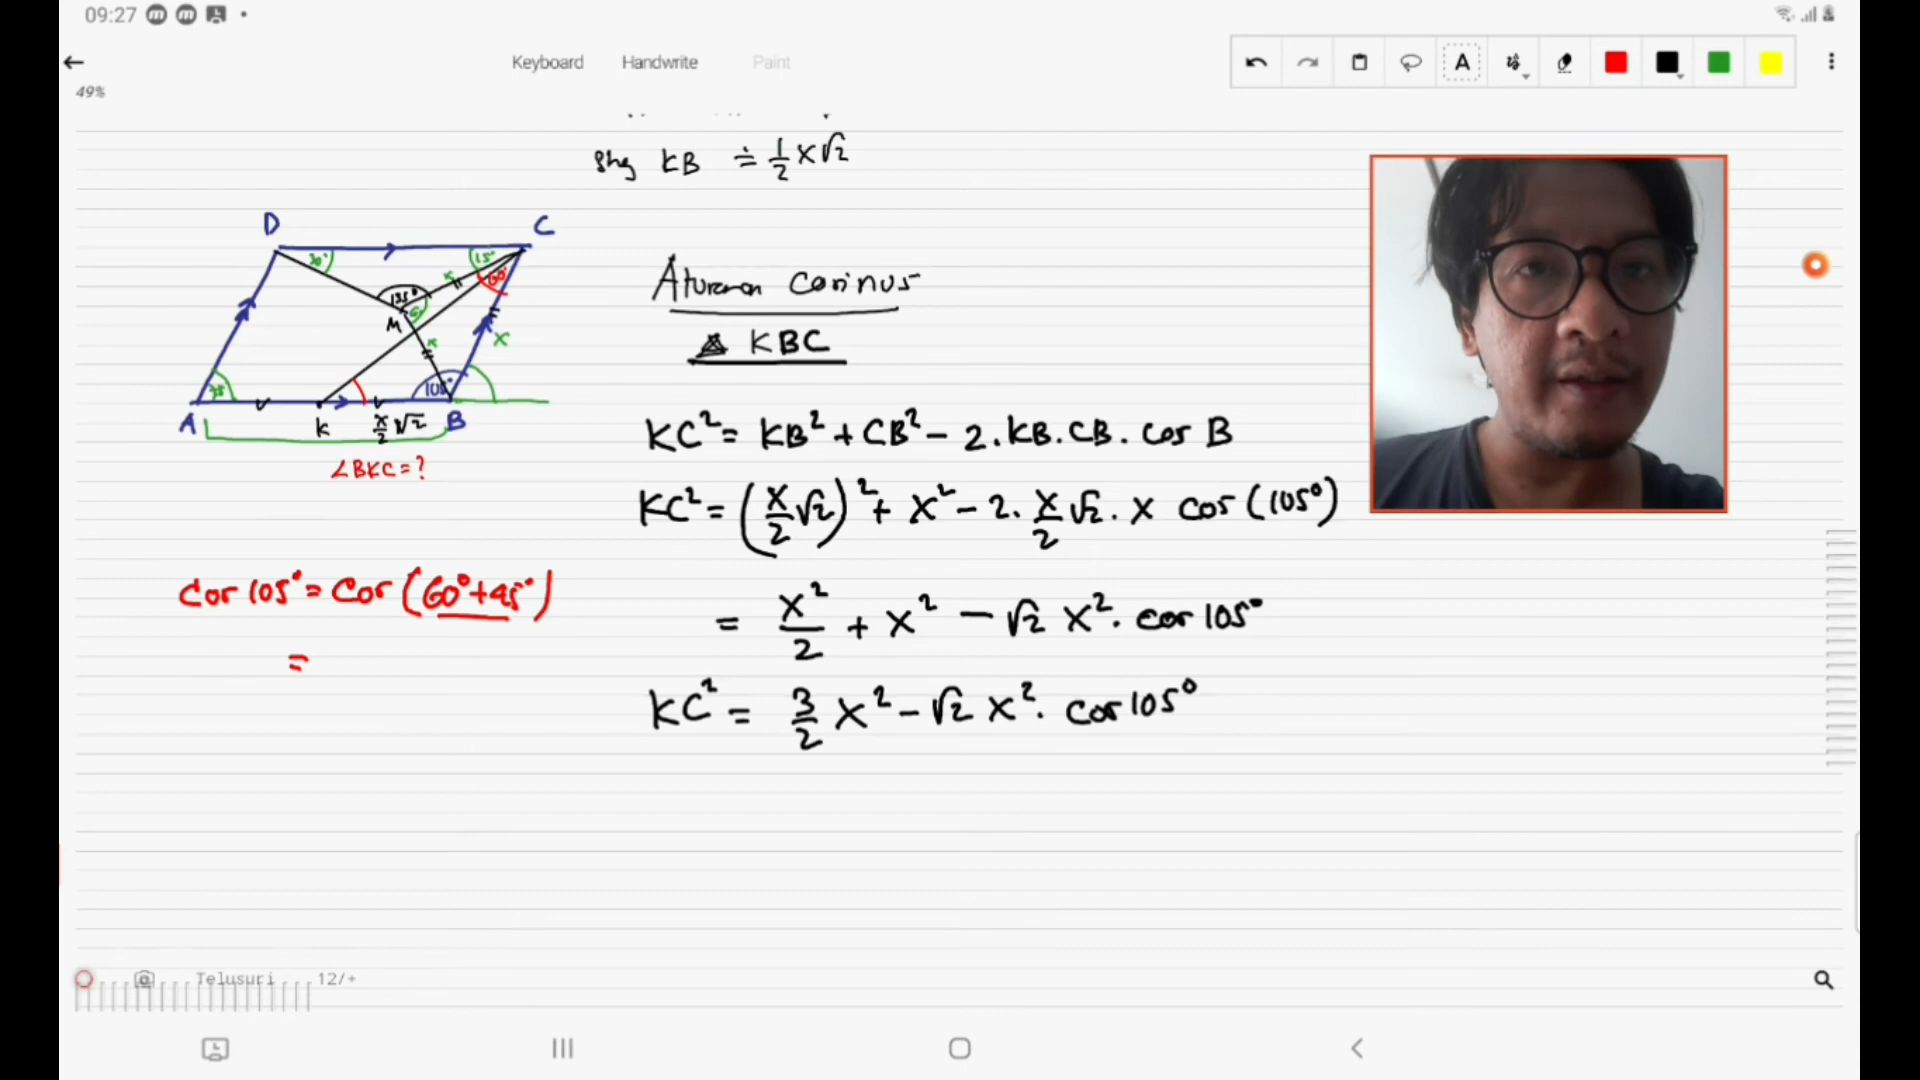 09:27
Keyboard Handwrite Paint
A
49%
shg KB = 1/2 x√2
D C
30° 15° 60°
135°
M x
x
75° 105°
A K x/2 √2 B
∠BKC = ?
Aturan Cosinus
△ KBC
KC² = KB² + CB² - 2.KB.CB. cos B
KC² = (x/2 √2)² + x² - 2. x/2 √2 . x cos (105°)
cos 105° = cos (60°+45°)
= x²/2 + x² - √2 x². cos 105°
=
KC² = 3/2 x² - √2 x². cos 105°
Telusuri 12/+